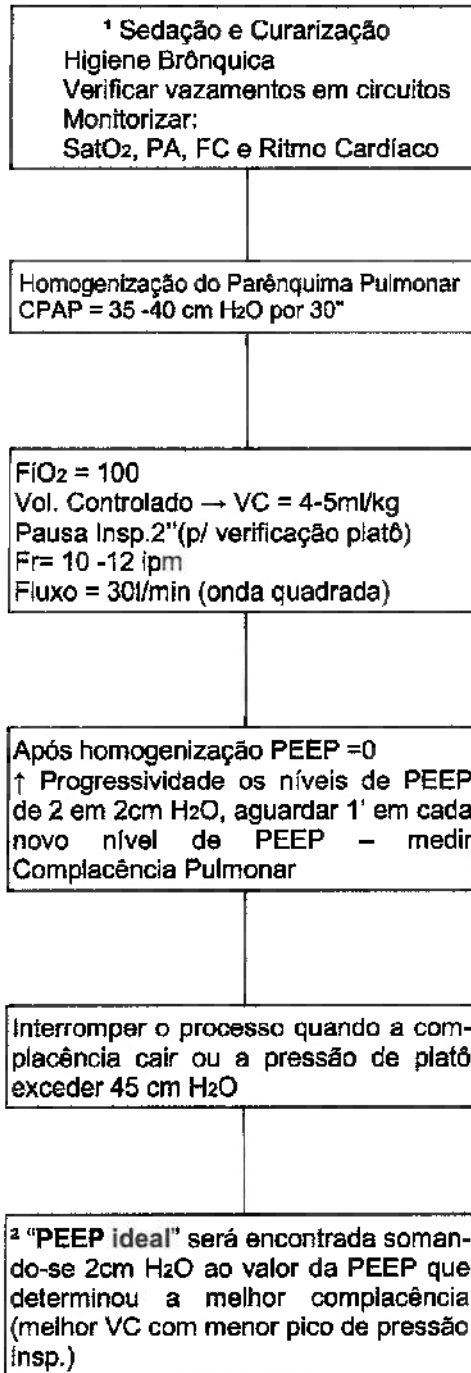 ¹ Sedação e Curarização
Higiene Brônquica
Verificar vazamentos em circuitos
Monitorizar:
SatO₂, PA, FC e Ritmo Cardíaco
Homogenização do Parênquima Pulmonar
CPAP = 35 -40 cm H₂O por 30"
FiO₂ = 100
Vol. Controlado → VC = 4-5ml/kg
Pausa Insp.2"(p/ verificação platô)
Fr= 10 -12 ipm
Fluxo = 30l/min (onda quadrada)
Após homogenização PEEP =0
↑ Progressividade os níveis de PEEP
de 2 em 2cm H₂O, aguardar 1' em cada
novo nível de PEEP – medir
Complacência Pulmonar
Interromper o processo quando a com-
placência cair ou a pressão de platô
exceder 45 cm H₂O
² "PEEP ideal" será encontrada soman-
do-se 2cm H₂O ao valor da PEEP que
determinou a melhor complacência
(melhor VC com menor pico de pressão
insp.)